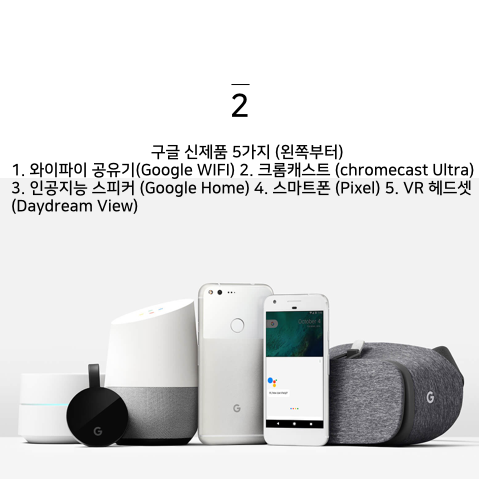 2
구글 신제품 5가지 (왼쪽부터)
1. 와이파이 공유기(Google WIFI) 2. 크롬캐스트 (chromecast Ultra)
3. 인공지능 스피커 (Google Home) 4. 스마트폰 (Pixel) 5. VR 헤드셋
(Daydream View)
G
G
G